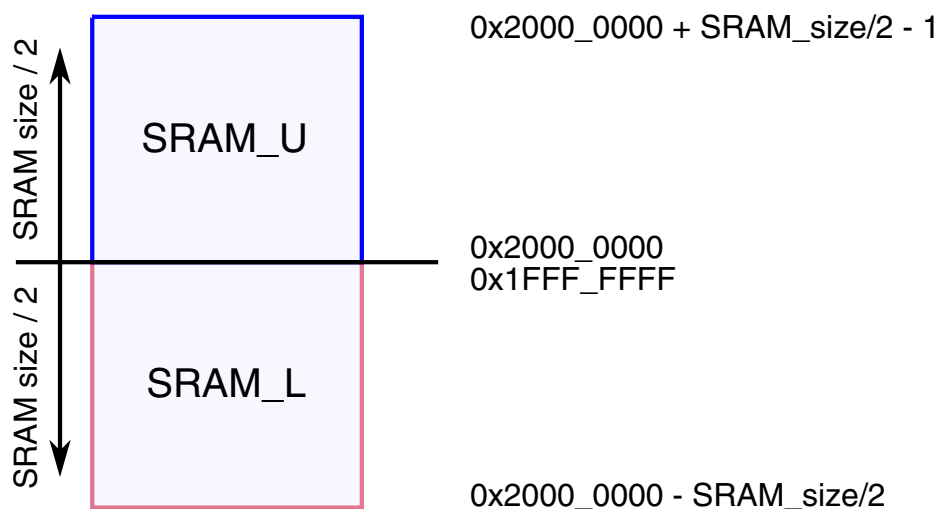 0x2000_0000 + SRAM_size/2 - 1
SRAM size / 2
SRAM_U
0x2000_0000
0x1FFF_FFFF
SRAM size / 2
SRAM_L
0x2000_0000 - SRAM_size/2